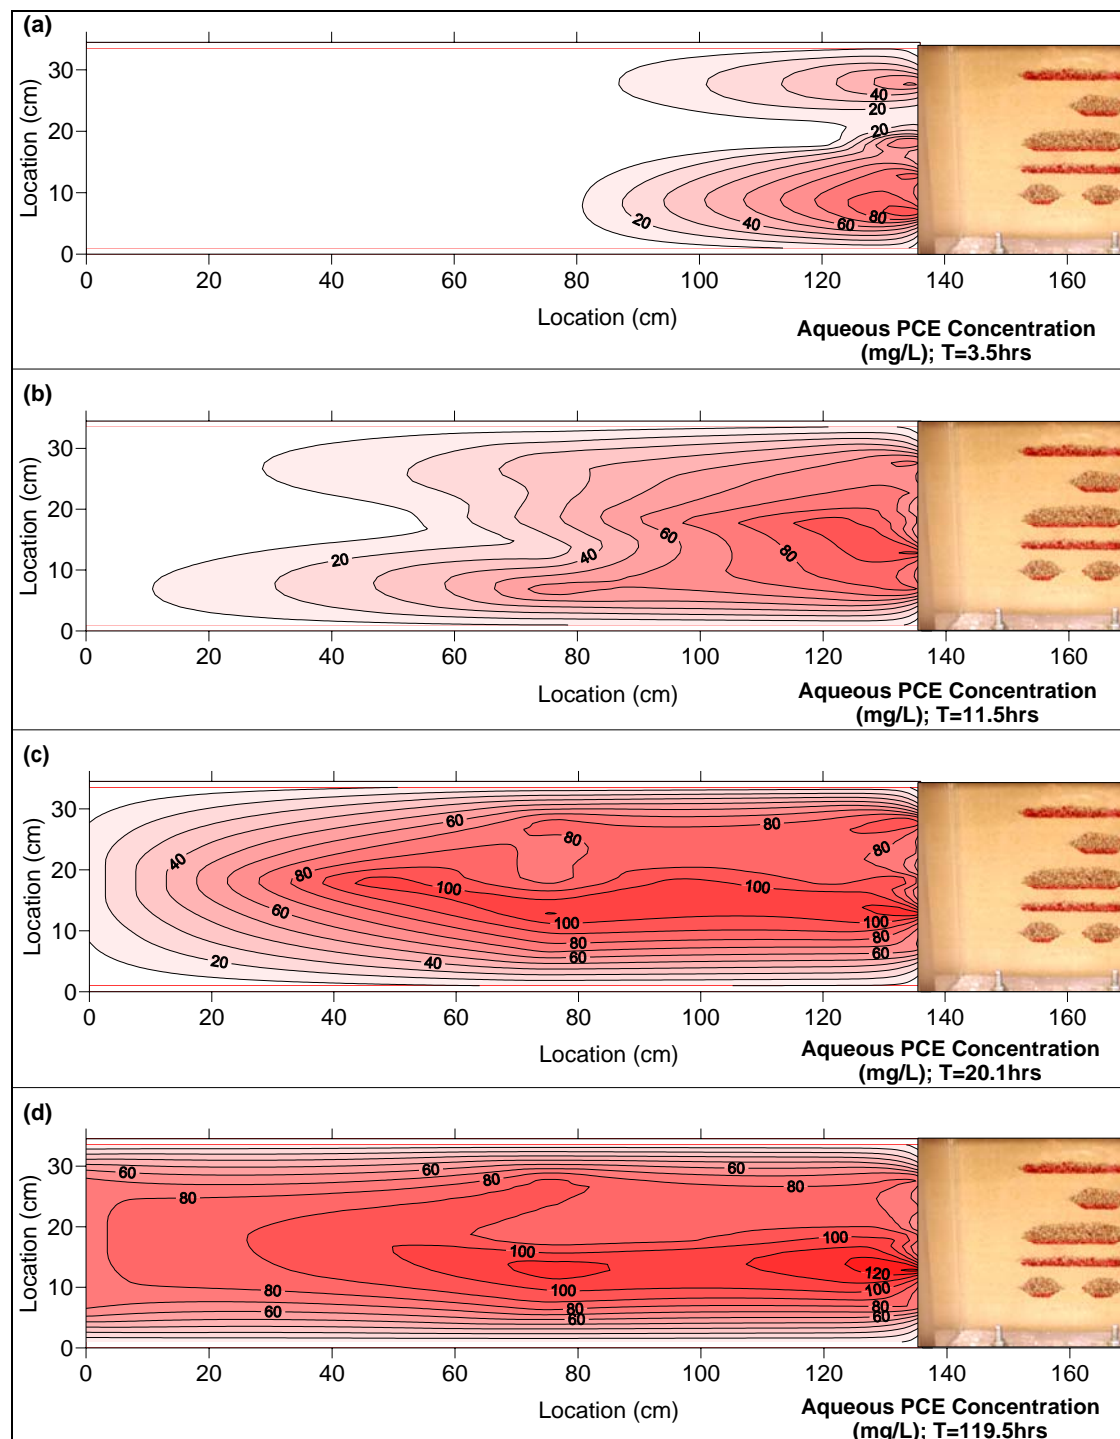 (a)
30
20
10
0
Location (cm)
40
20
20
20
40
60
80
0 20 40 60 80 100 120 140 160
Location (cm)
Aqueous PCE Concentration
(mg/L); T=3.5hrs
(b)
30
20
10
0
Location (cm)
20
40
60
80
0 20 40 60 80 100 120 140 160
Location (cm)
Aqueous PCE Concentration
(mg/L); T=11.5hrs
(c)
30
20
10
0
Location (cm)
60 80 80
40 80
80 100 100
60 100 100
80 80
20 40 60 60
0 20 40 60 80 100 120 140 160
Location (cm)
Aqueous PCE Concentration
(mg/L); T=20.1hrs
(d)
30
20
10
0
Location (cm)
60 60 60
80 80 80
100 100
120
80 100 100
60 80 80
60 60
0 20 40 60 80 100 120 140 160
Location (cm)
Aqueous PCE Concentration
(mg/L); T=119.5hrs